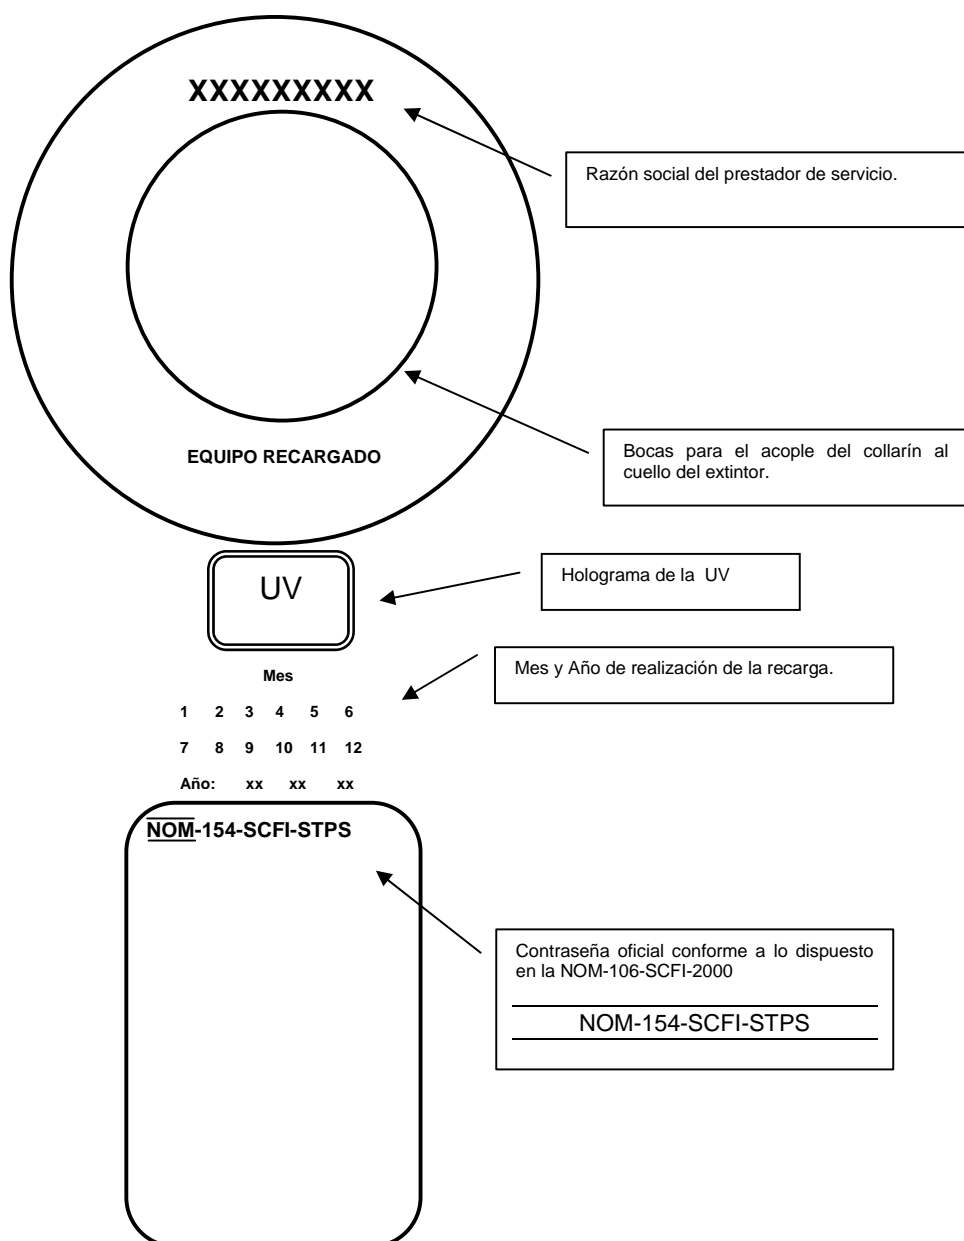 XXXXXXXXX
Razón social del prestador de servicio.
EQUIPO RECARGADO
Bocas para el acople del collarín al
cuello del extintor.
UV
Holograma de la UV
Mes
Mes y Año de realización de la recarga.
1 2 3 4 5 6
7 8 9 10 11 12
Año: xx xx xx
NOM-154-SCFI-STPS
Contraseña oficial conforme a lo dispuesto
en la NOM-106-SCFI-2000
NOM-154-SCFI-STPS